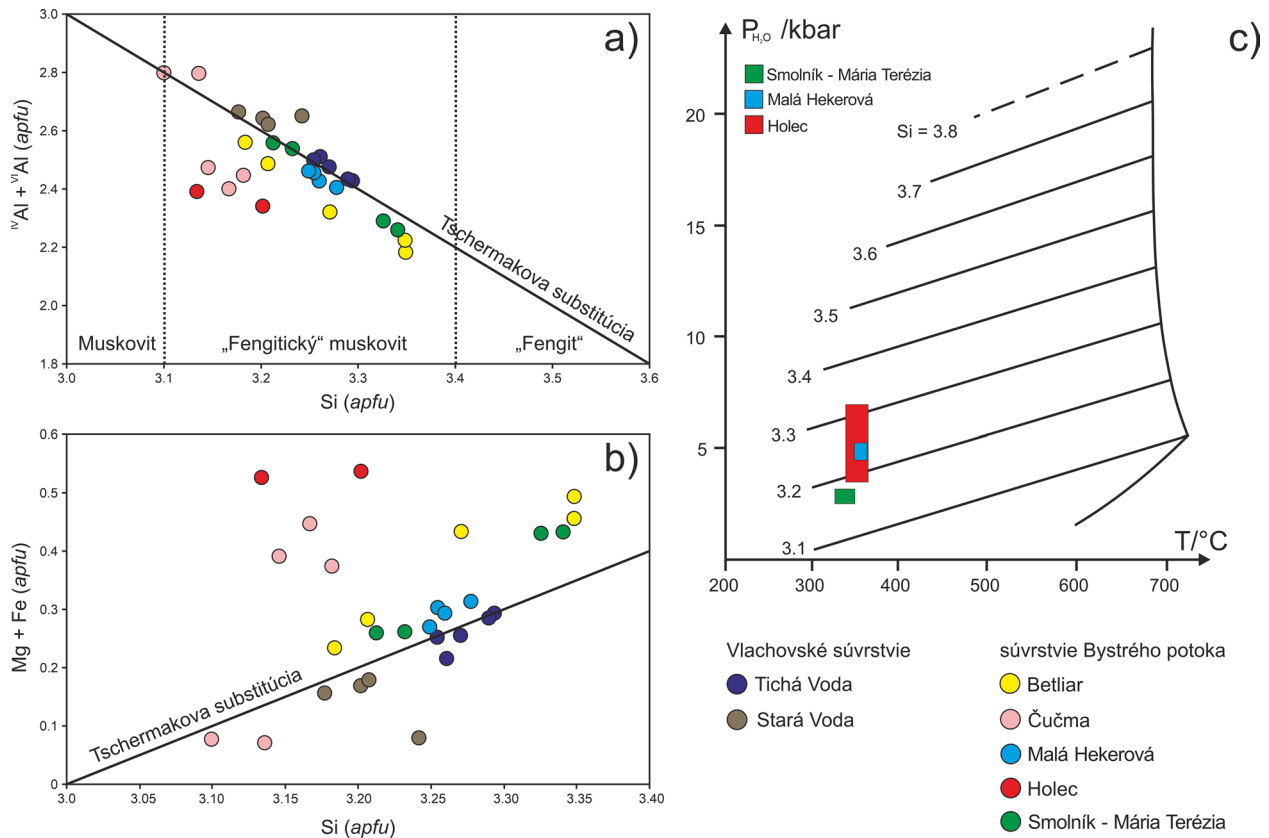 a)
3.0
2.8
2.6
2.4
2.2
2.0
1.8
ᴵⱽAl + ⱽᴵAl (apfu)
Tschermakova substitúcia
Muskovit
„Fengitický“ muskovit
„Fengit“
3.0
3.1
3.2
3.3
3.4
3.5
3.6
Si (apfu)
b)
0.6
0.5
0.4
0.3
0.2
0.1
0
Mg + Fe (apfu)
Tschermakova substitúcia
3.0
3.05
3.10
3.15
3.20
3.25
3.30
3.35
3.40
Si (apfu)
c)
P H₂O /kbar
Smolník - Mária Terézia
Malá Hekerová
Holec
20
15
10
5
Si = 3.8
3.7
3.6
3.5
3.4
3.3
3.2
3.1
T/°C
200
300
400
500
600
700
Vlachovské súvrstvie
Tichá Voda
Stará Voda
súvrstvie Bystrého potoka
Betliar
Čučma
Malá Hekerová
Holec
Smolník - Mária Terézia